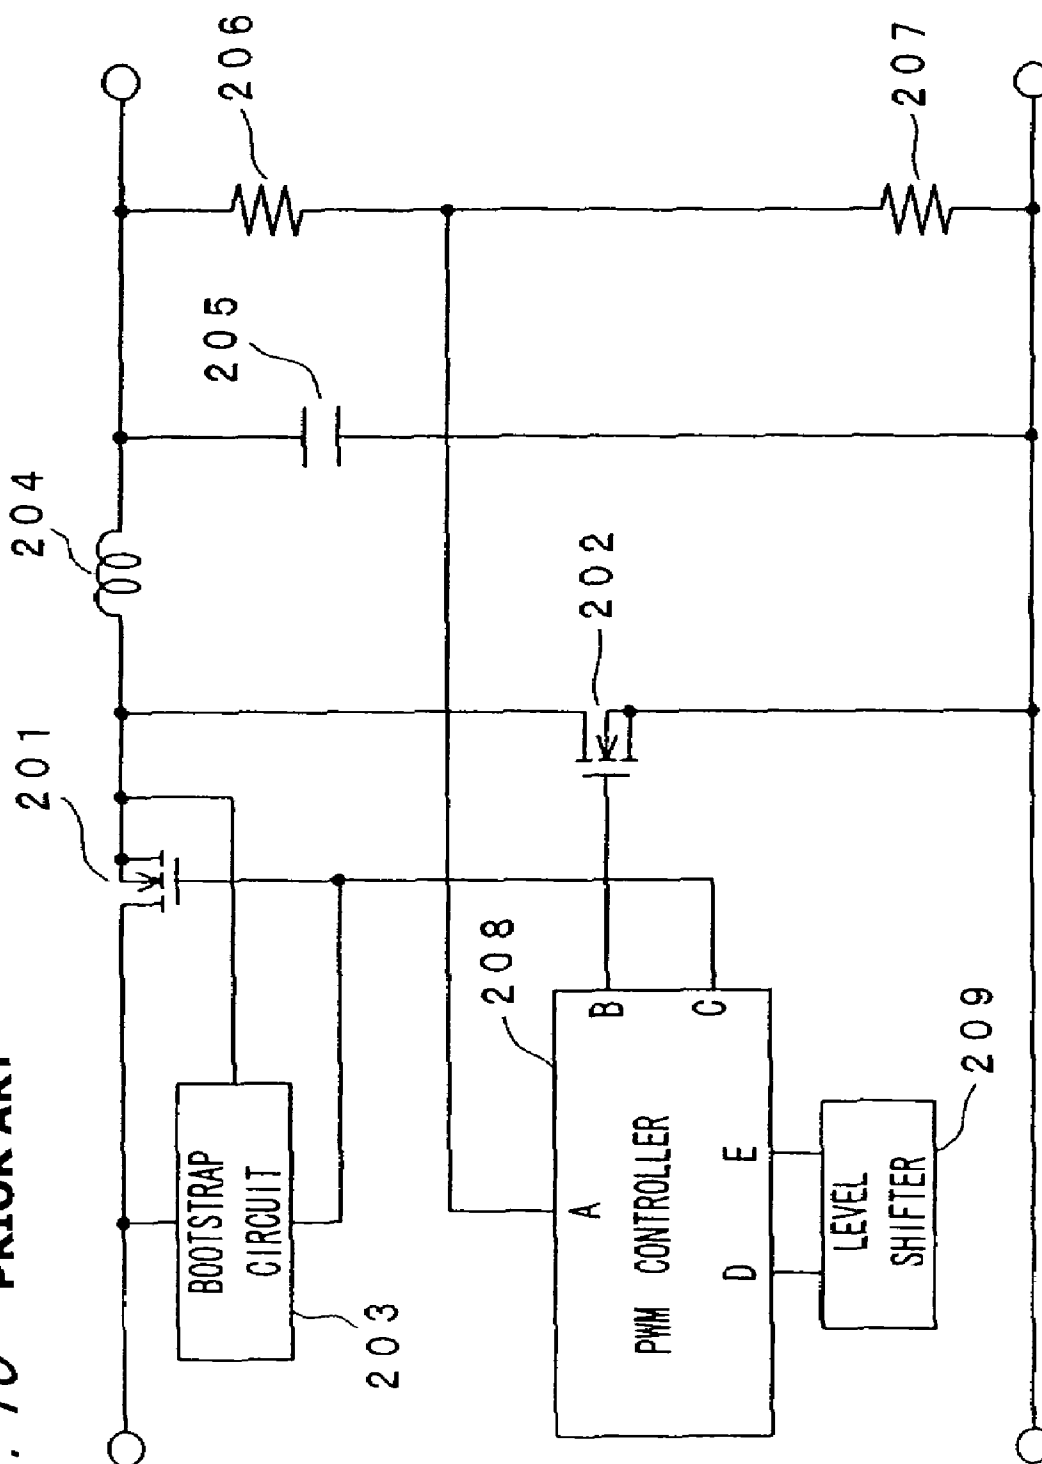 PRIOR ART
201
204
206
205
BOOTSTRAP
CIRCUIT
203
208
202
207
A
B
C
PWM CONTROLLER
D
E
LEVEL
SHIFTER
209